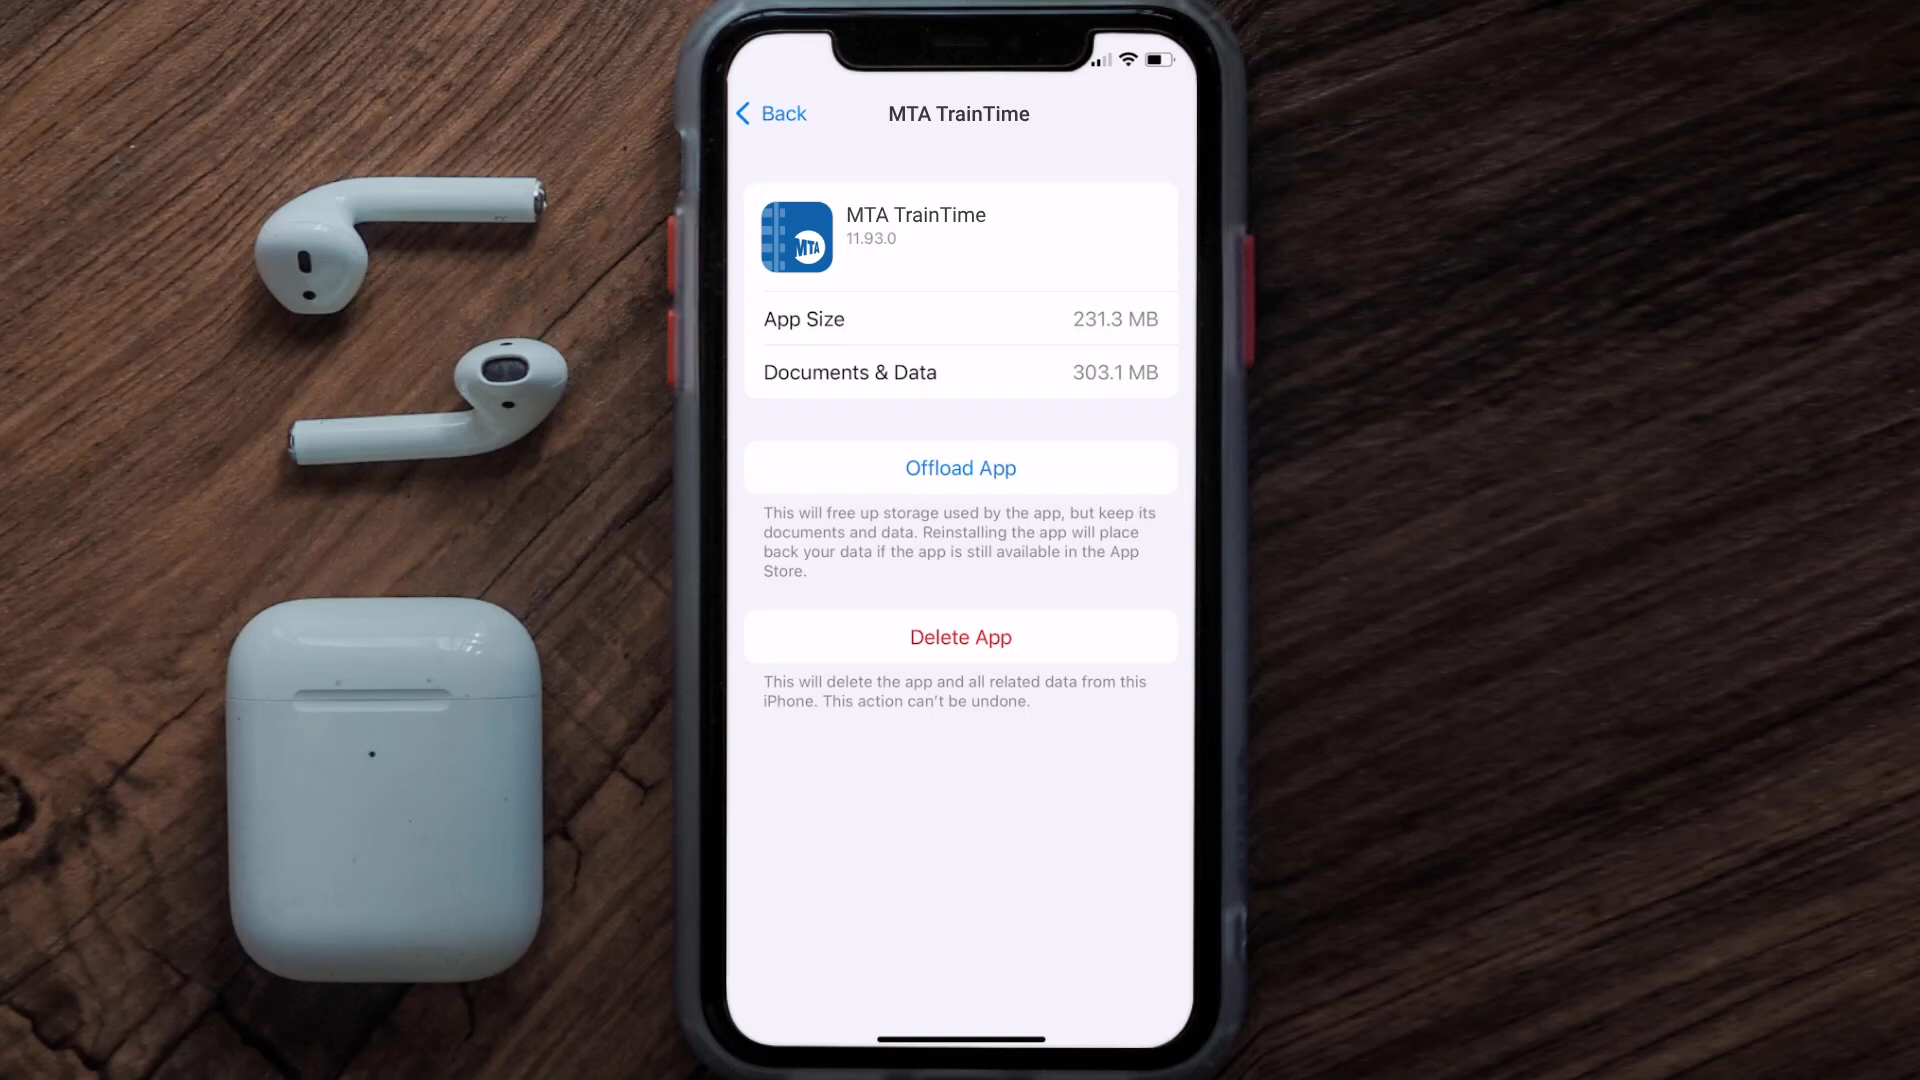 Back
MTA TrainTime
MTA
MTA TrainTime
11.93.0
App Size
231.3 MB
Documents & Data
303.1 MB
Offload App
This will free up storage used by the app, but keep its
documents and data. Reinstalling the app will place
back your data if the app is still available in the App
Store.
Delete App
This will delete the app and all related data from this
iPhone. This action can't be undone.